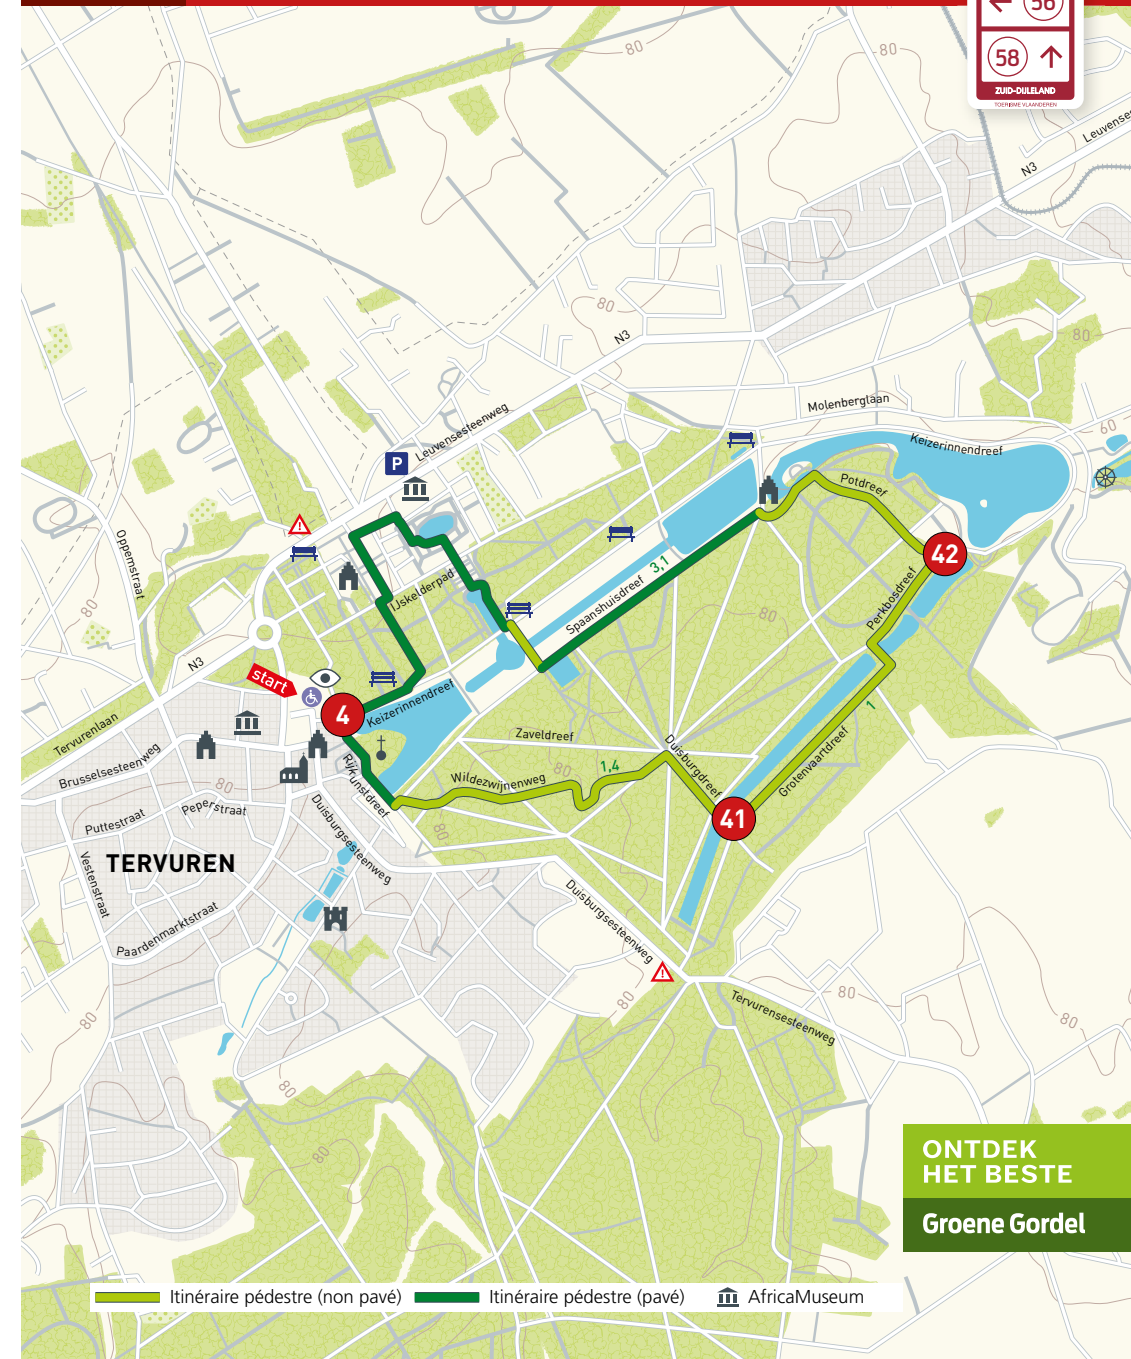 56
58
ZUID-DIJLELAND
TOERISME VLAANDEREN
80
80
N3
Leuvense
80
N3
80
Molenberglaan
Leuvensesteenweg
Keizerinnendreef
60
P
Potdreef
Oppemstraat
42
IJskelderpad
3,1
Spaanshuisdreef
Perkbosdreef
80
80
N3
start
4
Keizerinnendreef
1
Tervurenlaan
Zaveldreef
Duisburgdreef
Brusselsesteenweg
Rijkunstdreef
Wildezwijnenweg
80
1,4
Grotenvaartdreef
80
Peperstraat
Puttestraat
Duisburgsesteenweg
80
41
TERVUREN
Vestenstraat
Paardenmarktstraat
Duisburgsesteenweg
80
80
80
Tervurensesteenweg
80
80
80
ONTDEK
HET BESTE
Groene Gordel
Itinéraire pédestre (non pavé)
Itinéraire pédestre (pavé)
AfricaMuseum